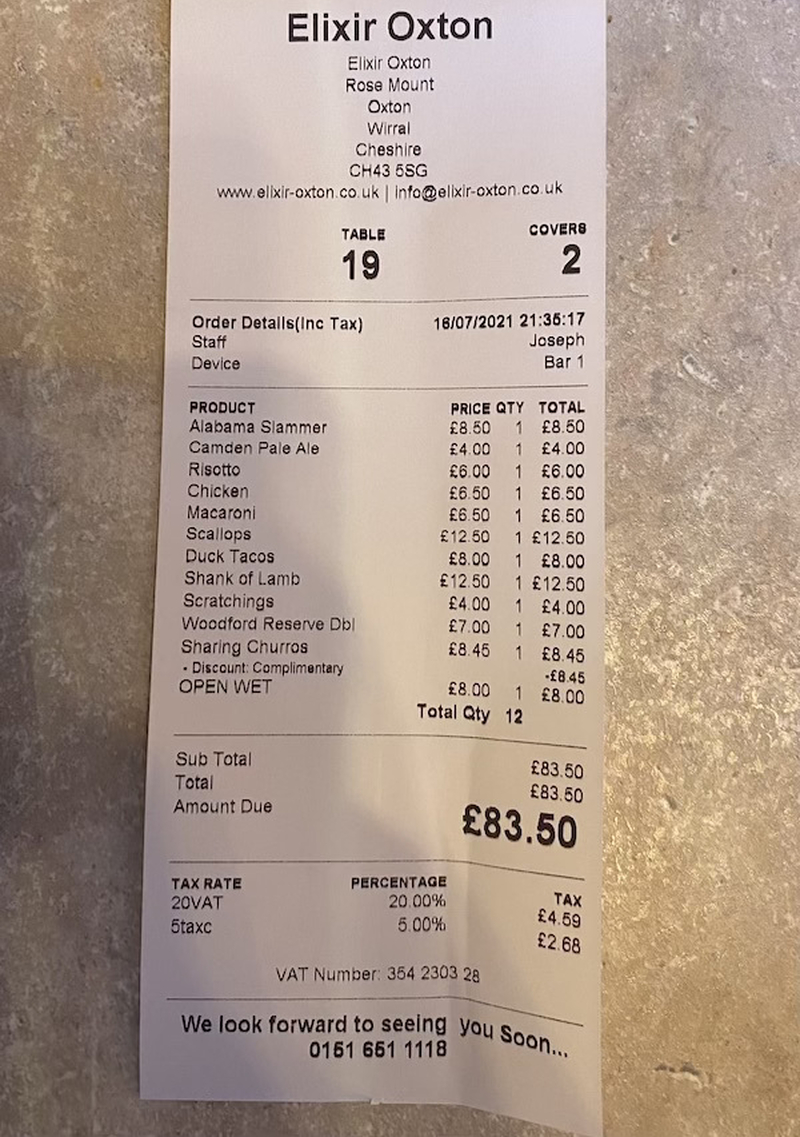 Elixir Oxton
Elixir Oxton
Rose Mount
Oxton
Wirral
Cheshire
CH43 5SG
www.elixir-oxton.co.uk | info@elixir-oxton.co.uk
TABLE COVERS
19 2
Order Details(Inc Tax) 16/07/2021 21:35:17
Staff Joseph
Device Bar 1
PRODUCT PRICE QTY TOTAL
Alabama Slammer £8.50 1 £8.50
Camden Pale Ale £4.00 1 £4.00
Risotto £6.00 1 £6.00
Chicken £6.50 1 £6.50
Macaroni £6.50 1 £6.50
Scallops £12.50 1 £12.50
Duck Tacos £8.00 1 £8.00
Shank of Lamb £12.50 1 £12.50
Scratchings £4.00 1 £4.00
Woodford Reserve Dbl £7.00 1 £7.00
Sharing Churros £8.45 1 £8.45
• Discount: Complimentary -£8.45
OPEN WET £8.00 1 £8.00
Total Qty 12
Sub Total £83.50
Total £83.50
Amount Due £83.50
TAX RATE PERCENTAGE TAX
20VAT 20.00% £4.59
5taxc 5.00% £2.68
VAT Number: 354 2303 28
We look forward to seeing you Soon...
0151 651 1118